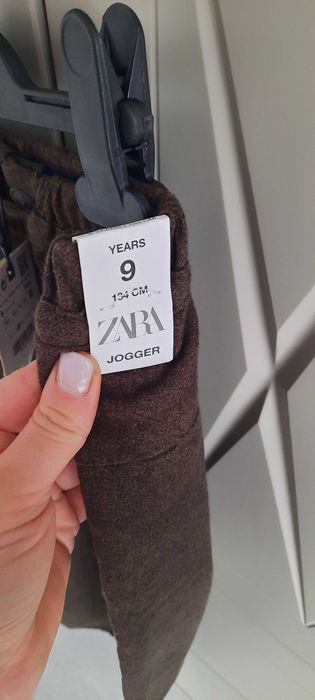 YEARS
9
134 CM
ZARA
JOGGER